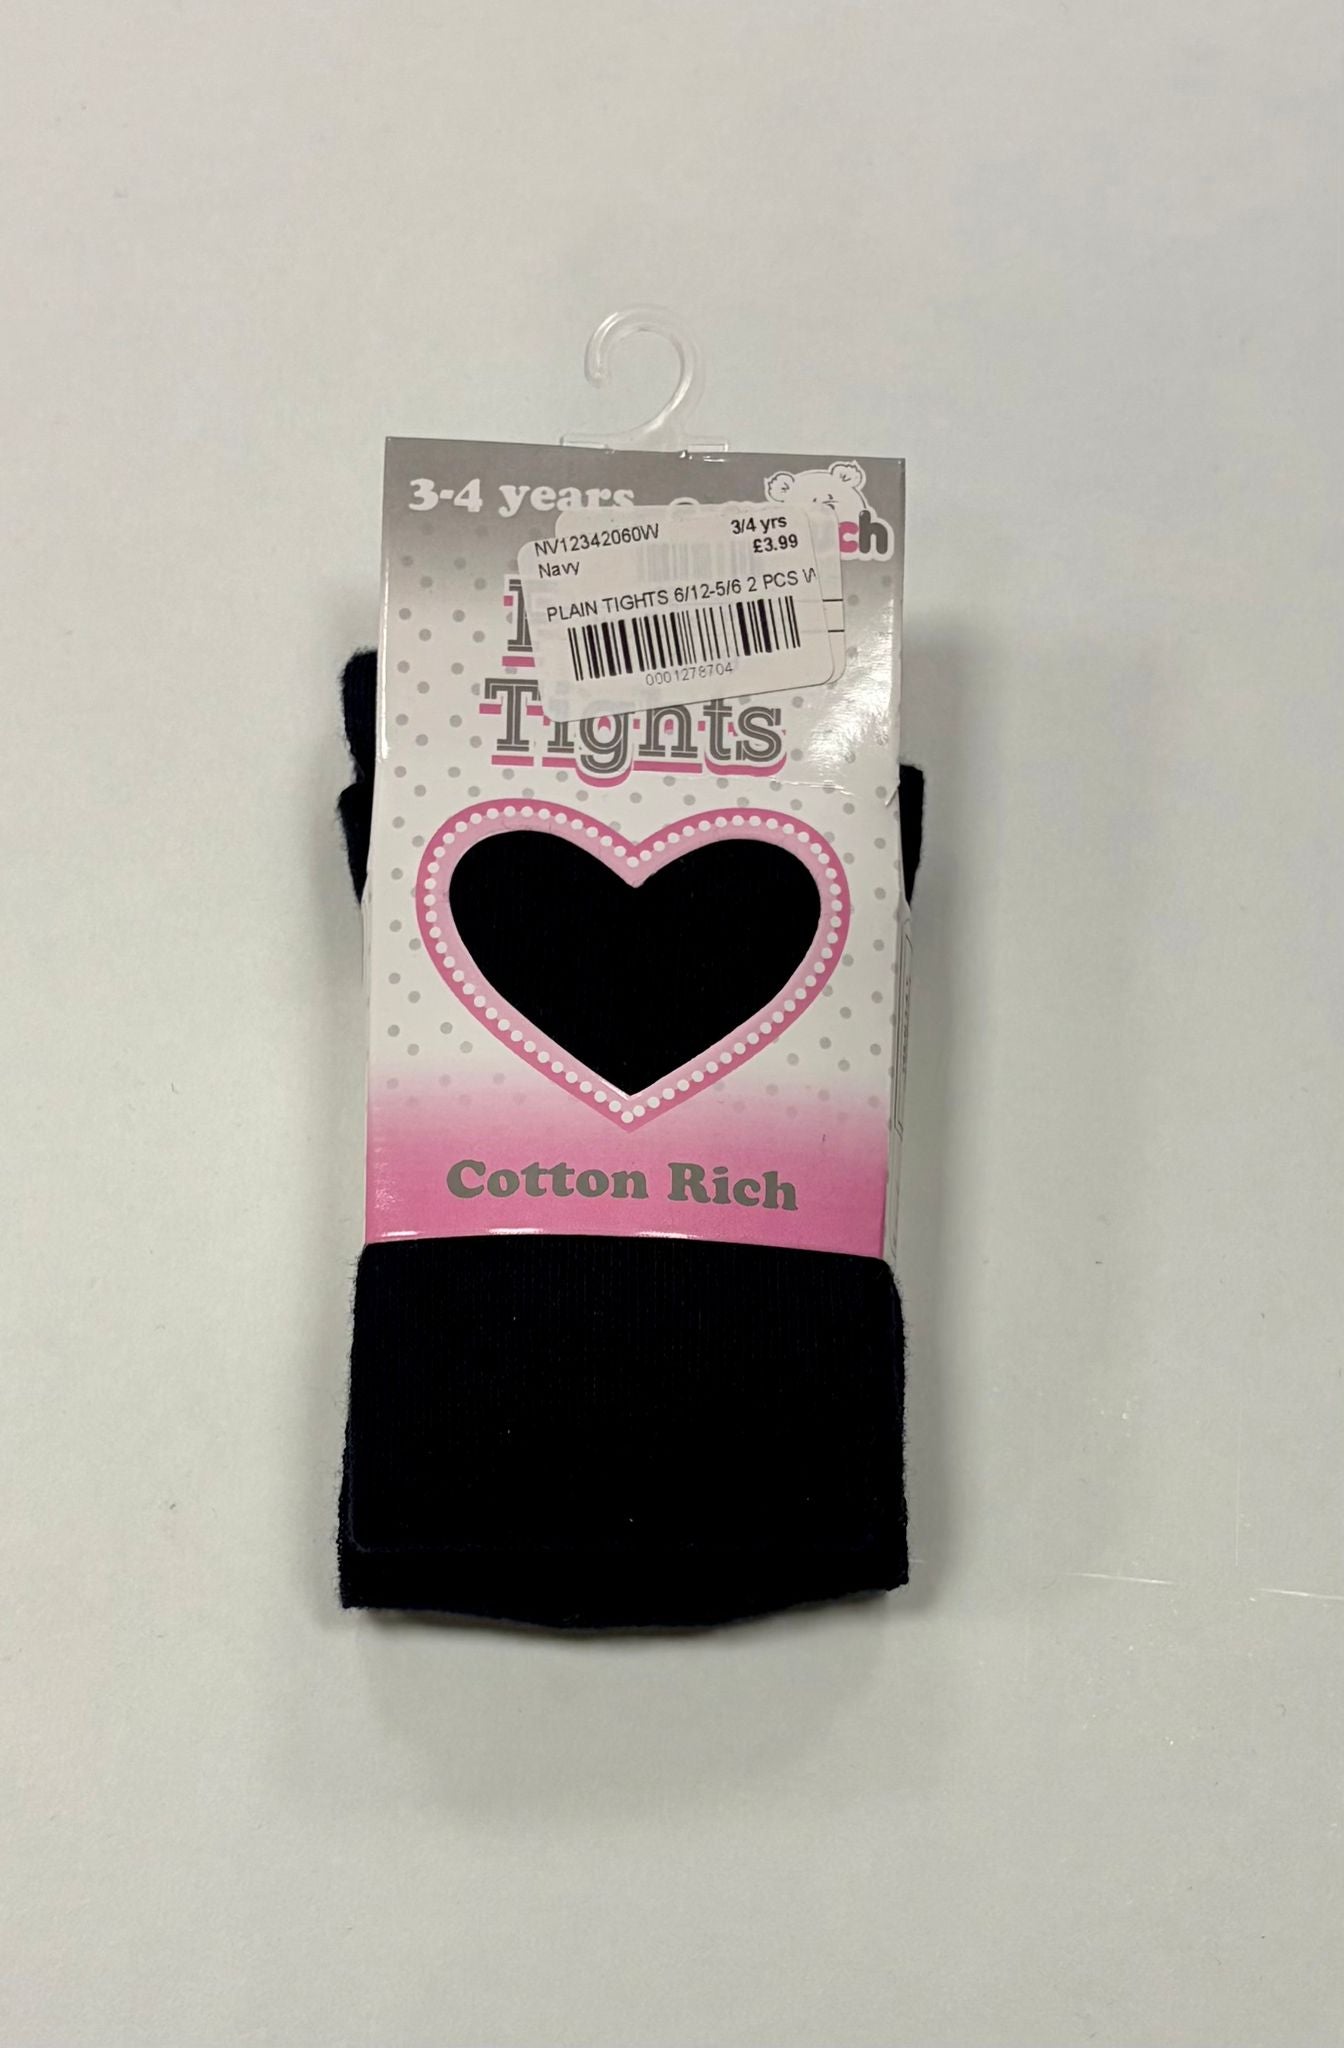 3-4 years
ch
NV12342060W 3/4 yrs
£3.99
Navy
PLAIN TIGHTS 6/12-5/6 2 PCS
0001278704
Tights
Cotton Rich